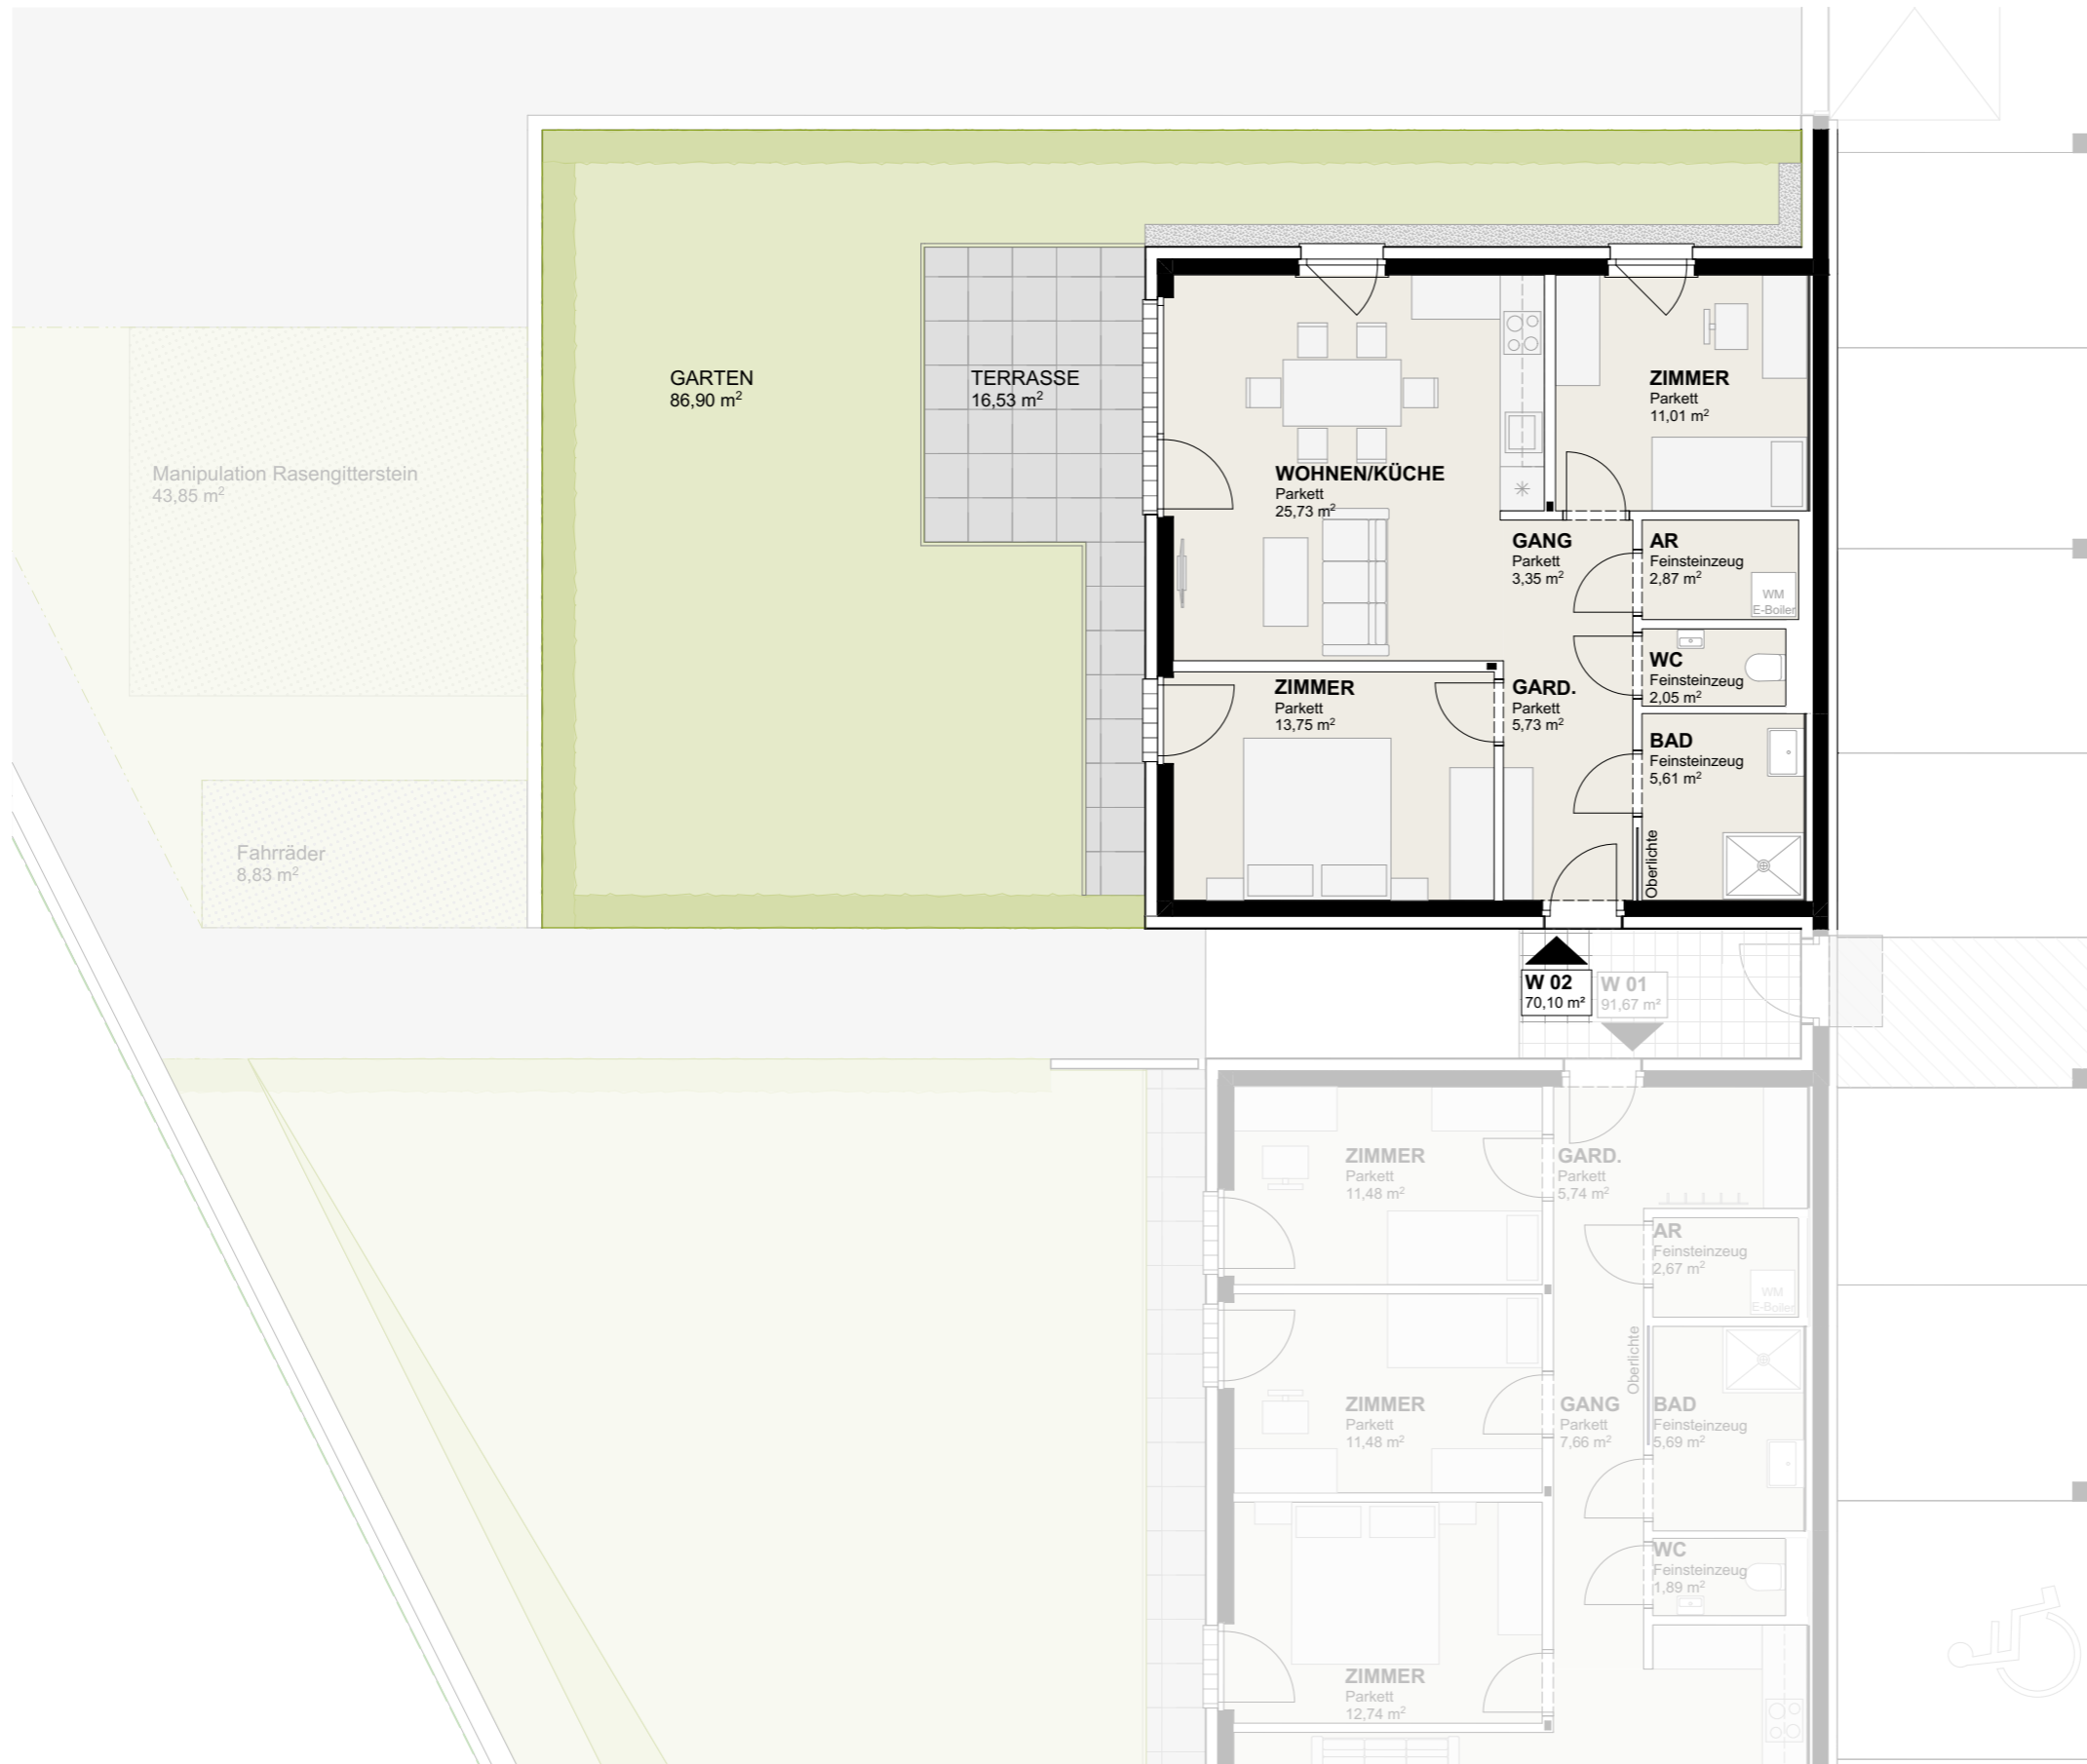 GARTEN
86,90 m²
TERRASSE
16,53 m²
ZIMMER
Parkett
11,01 m²
Manipulation Rasengitterstein
43,85 m²
WOHNEN/KÜCHE
Parkett
25,73 m²
GANG
Parkett
3,35 m²
AR
Feinsteinzeug
2,87 m²
WM
E-Boiler
WC
Feinsteinzeug
2,05 m²
ZIMMER
Parkett
13,75 m²
GARD.
Parkett
5,73 m²
BAD
Feinsteinzeug
5,61 m²
Oberlichte
Fahrräder
8,83 m²
W 02
70,10 m²
W 01
91,67 m²
ZIMMER
Parkett
11,48 m²
GARD.
Parkett
5,74 m²
AR
Feinsteinzeug
2,67 m²
WM
E-Boiler
Oberlichte
ZIMMER
Parkett
11,48 m²
GANG
Parkett
7,66 m²
BAD
Feinsteinzeug
5,69 m²
WC
Feinsteinzeug
1,89 m²
ZIMMER
Parkett
12,74 m²